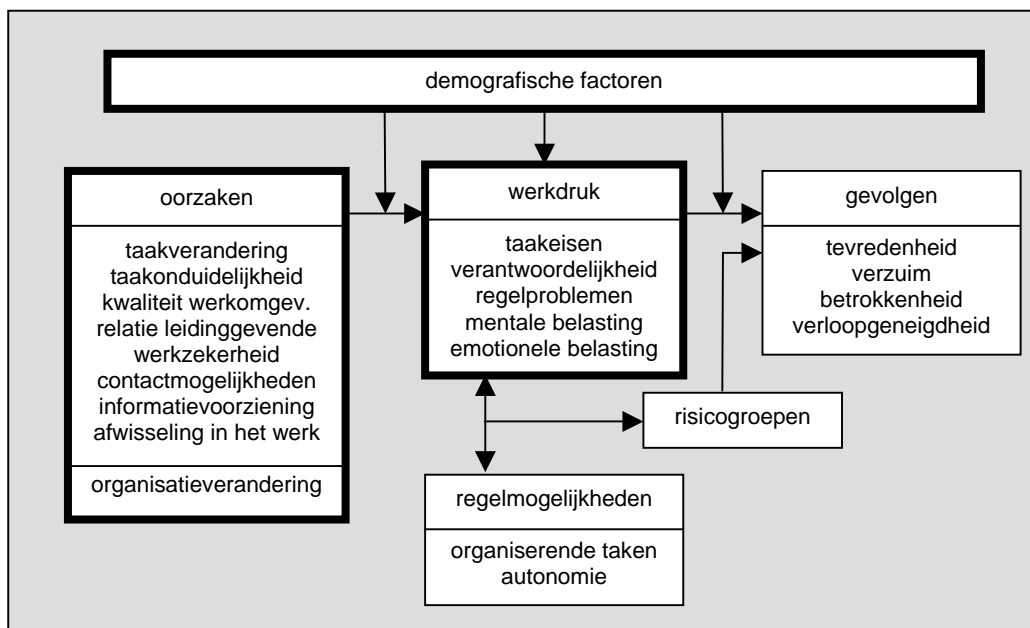 demografische factoren
oorzaken
taakverandering
taakonduidelijkheid
kwaliteit werkomgev.
relatie leidinggevende
werkzekerheid
contactmogelijkheden
informatievoorziening
afwisseling in het werk
organisatieverandering
werkdruk
taakeisen
verantwoordelijkheid
regelproblemen
mentale belasting
emotionele belasting
gevolgen
tevredenheid
verzuim
betrokkenheid
verloopgeneigdheid
risicogroepen
regelmogelijkheden
organiserende taken
autonomie